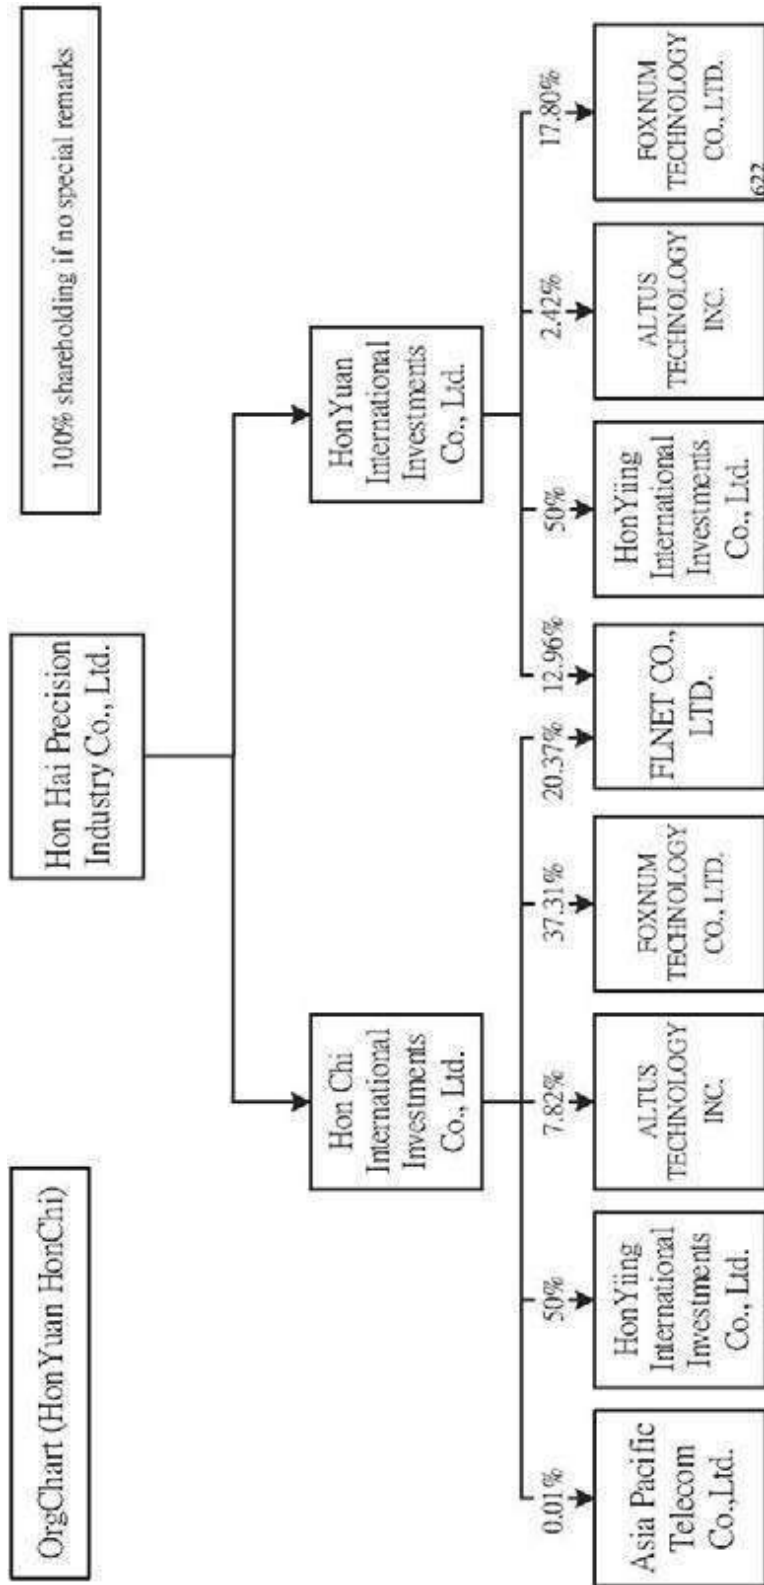 OrgChart (HonYuan HonChi)
100% shareholding if no special remarks
Hon Hai Precision
Industry Co., Ltd.
Hon Chi
International
Investments
Co., Ltd.
HonYuan
International
Investments
Co., Ltd.
0.01%
50%
7.82%
37.31%
20.37%
12.96%
50%
2.42%
17.80%
Asia Pacific
Telecom
Co.,Ltd.
HonYiing
International
Investments
Co., Ltd.
ALTUS
TECHNOLOGY
INC.
FOXNUM
TECHNOLOGY
CO., LTD.
FLNET CO.,
LTD.
HonYiing
International
Investments
Co., Ltd.
ALTUS
TECHNOLOGY
INC.
FOXNUM
TECHNOLOGY
CO., LTD.
622